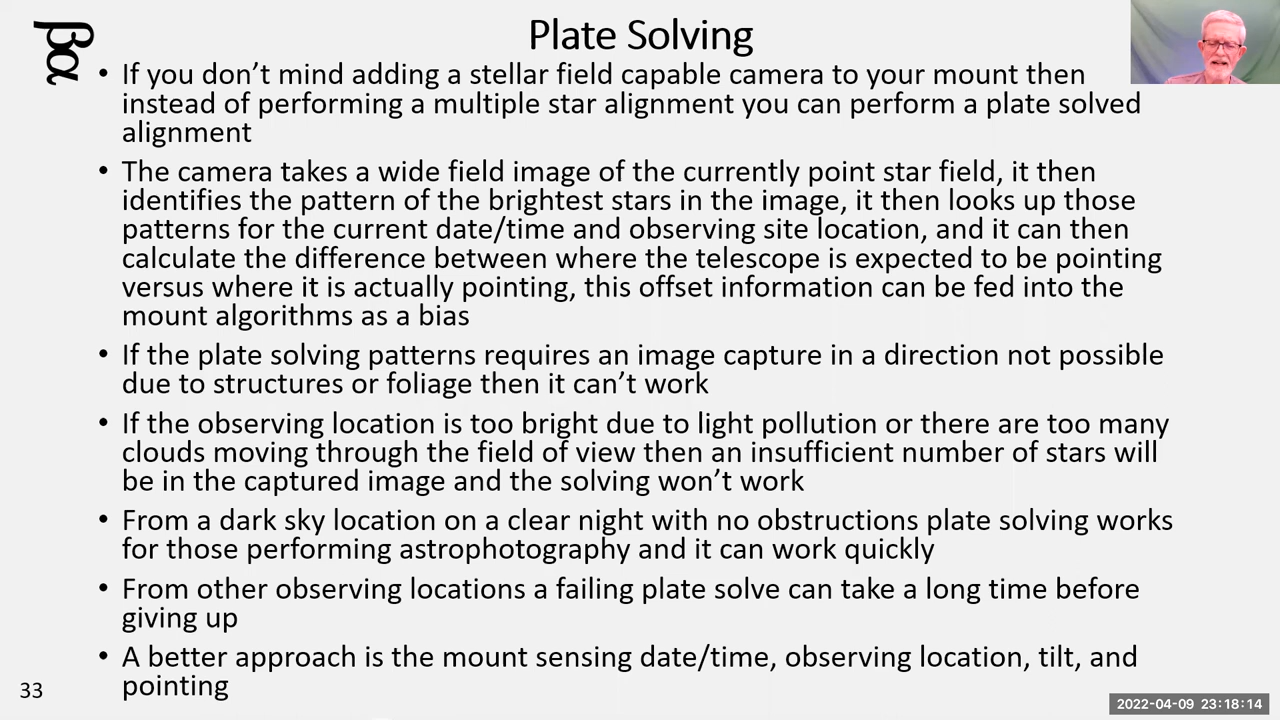 βα
Plate Solving
• If you don’t mind adding a stellar field capable camera to your mount then
instead of performing a multiple star alignment you can perform a plate solved
alignment
• The camera takes a wide field image of the currently point star field, it then
identifies the pattern of the brightest stars in the image, it then looks up those
patterns for the current date/time and observing site location, and it can then
calculate the difference between where the telescope is expected to be pointing
versus where it is actually pointing, this offset information can be fed into the
mount algorithms as a bias
• If the plate solving patterns requires an image capture in a direction not possible
due to structures or foliage then it can’t work
• If the observing location is too bright due to light pollution or there are too many
clouds moving through the field of view then an insufficient number of stars will
be in the captured image and the solving won’t work
• From a dark sky location on a clear night with no obstructions plate solving works
for those performing astrophotography and it can work quickly
• From other observing locations a failing plate solve can take a long time before
giving up
• A better approach is the mount sensing date/time, observing location, tilt, and
pointing
33
2022-04-09 23:18:14